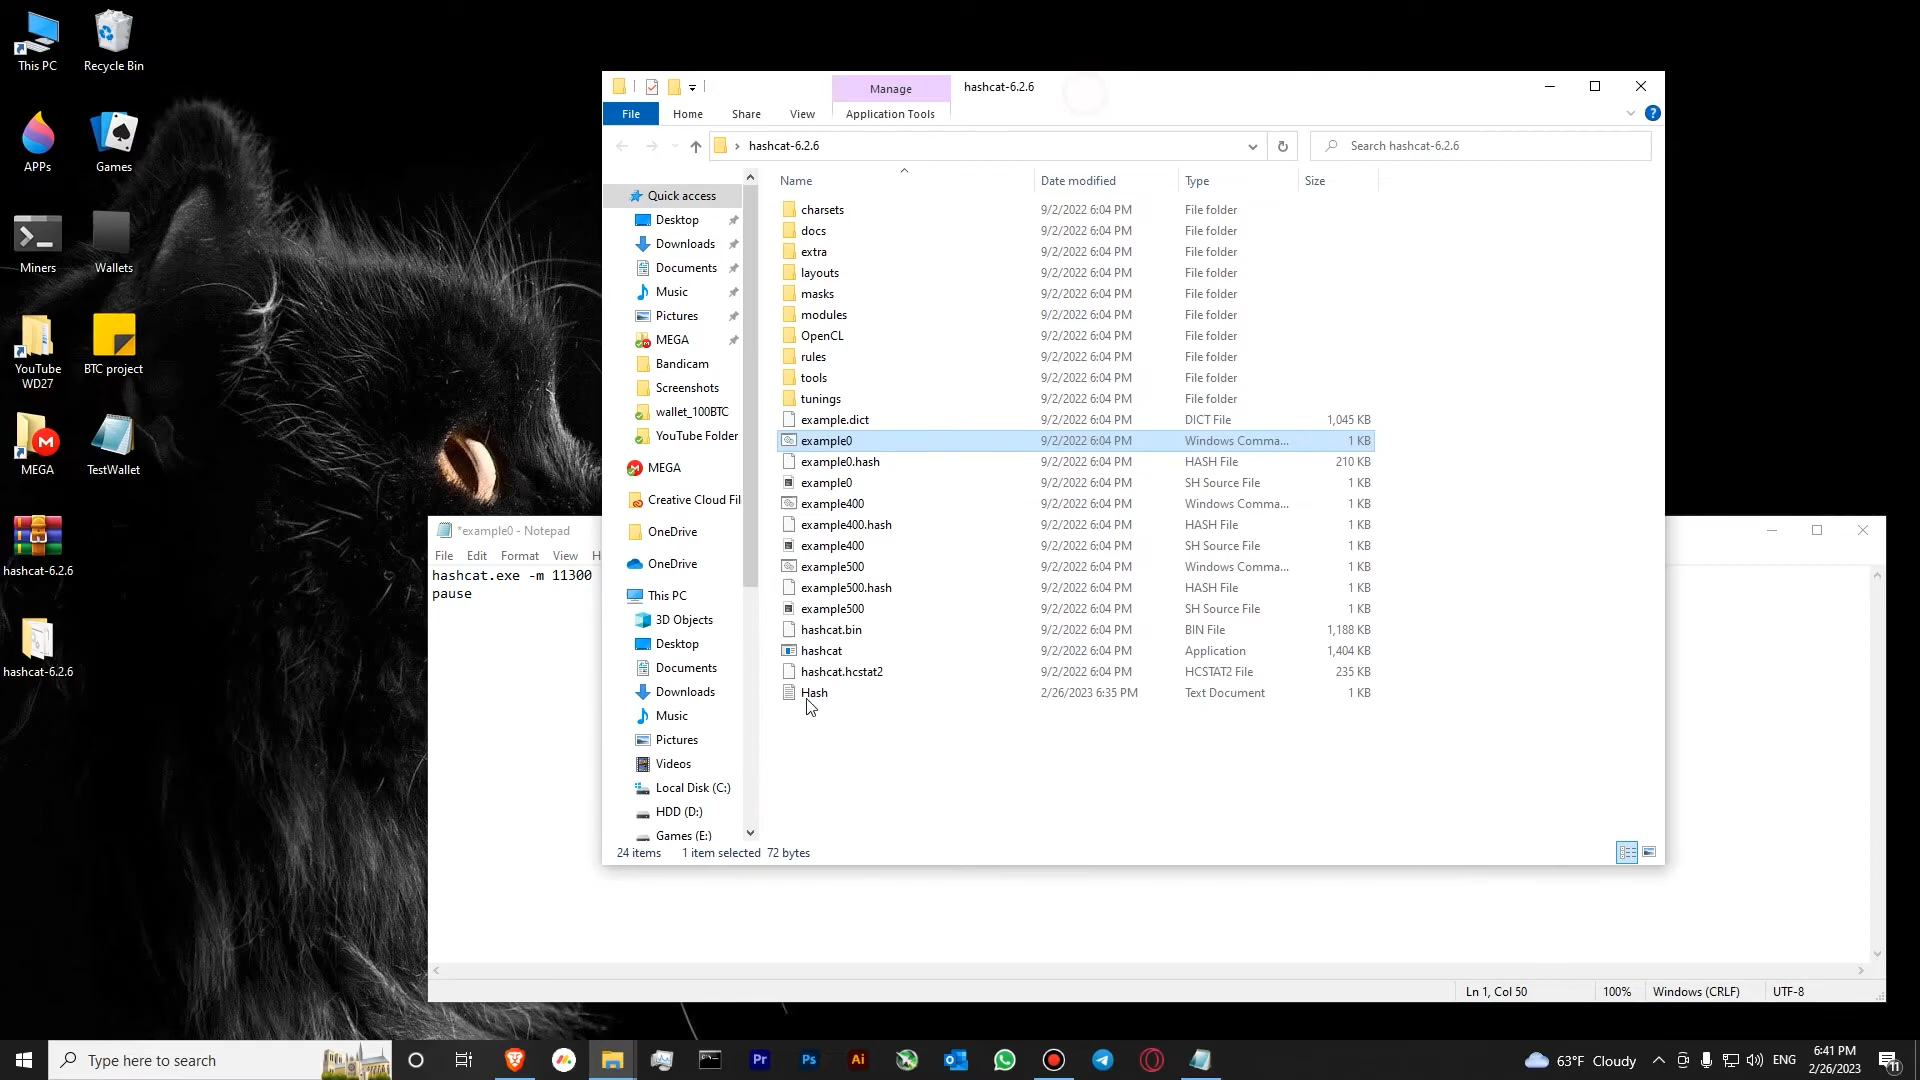 This PC
Recycle Bin
APPs
Games
Miners
Wallets
YouTube WD27
BTC project
MEGA
TestWallet
hashcat-6.2.6
hashcat-6.2.6
Manage
hashcat-6.2.6
File
Home
Share
View
Application Tools
hashcat-6.2.6
Search hashcat-6.2.6
Quick access
Desktop
Downloads
Documents
Music
Pictures
MEGA
Bandicam
Screenshots
wallet_100BTC
YouTube Folder
MEGA
Creative Cloud Fil
OneDrive
OneDrive
This PC
3D Objects
Desktop
Documents
Downloads
Music
Pictures
Videos
Local Disk (C:)
HDD (D:)
Games (E:)
Name Date modified Type Size
charsets 9/2/2022 6:04 PM File folder
docs 9/2/2022 6:04 PM File folder
extra 9/2/2022 6:04 PM File folder
layouts 9/2/2022 6:04 PM File folder
masks 9/2/2022 6:04 PM File folder
modules 9/2/2022 6:04 PM File folder
OpenCL 9/2/2022 6:04 PM File folder
rules 9/2/2022 6:04 PM File folder
tools 9/2/2022 6:04 PM File folder
tunings 9/2/2022 6:04 PM File folder
example.dict 9/2/2022 6:04 PM DICT File 1,045 KB
example0 9/2/2022 6:04 PM Windows Comma... 1 KB
example0.hash 9/2/2022 6:04 PM HASH File 210 KB
example0 9/2/2022 6:04 PM SH Source File 1 KB
example400 9/2/2022 6:04 PM Windows Comma... 1 KB
example400.hash 9/2/2022 6:04 PM HASH File 1 KB
example400 9/2/2022 6:04 PM SH Source File 1 KB
example500 9/2/2022 6:04 PM Windows Comma... 1 KB
example500.hash 9/2/2022 6:04 PM HASH File 1 KB
example500 9/2/2022 6:04 PM SH Source File 1 KB
hashcat.bin 9/2/2022 6:04 PM BIN File 1,188 KB
hashcat 9/2/2022 6:04 PM Application 1,404 KB
hashcat.hcstat2 9/2/2022 6:04 PM HCSTAT2 File 235 KB
Hash 2/26/2023 6:35 PM Text Document 1 KB
24 items 1 item selected 72 bytes
*example0 - Notepad
File Edit Format View H
hashcat.exe -m 11300
pause
Ln 1, Col 50
100%
Windows (CRLF)
UTF-8
Type here to search
Pr
Ps
Ai
63°F Cloudy
ENG
6:41 PM
2/26/2023
11